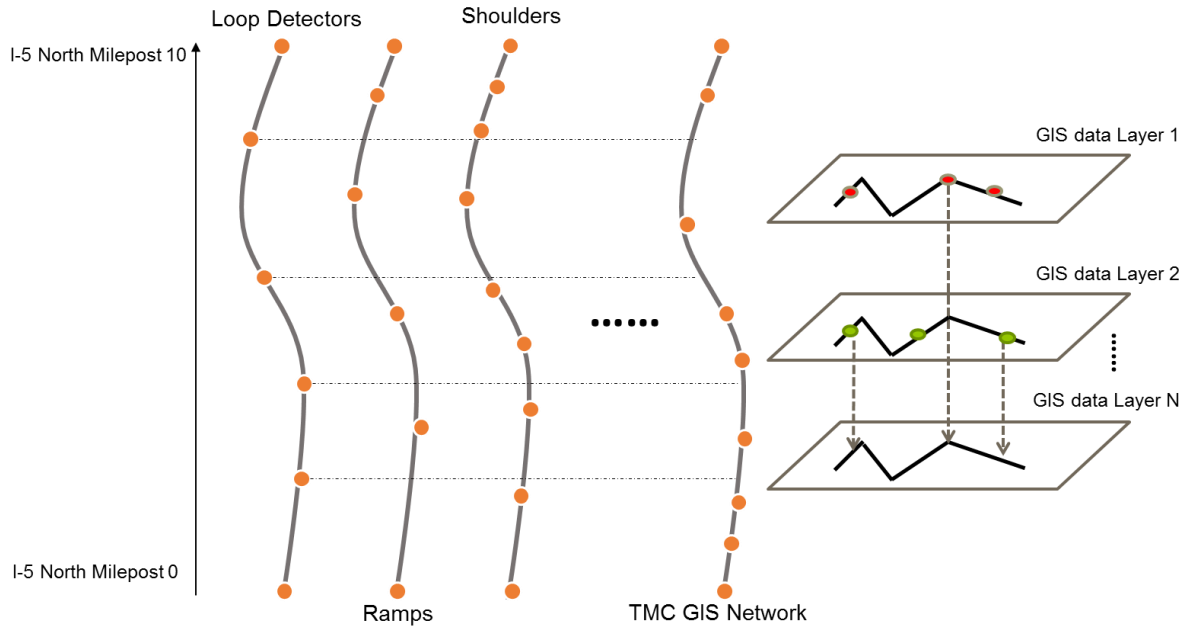 Loop Detectors
Shoulders
I-5 North Milepost 10
GIS data Layer 1
GIS data Layer 2
GIS data Layer N
I-5 North Milepost 0
Ramps
TMC GIS Network